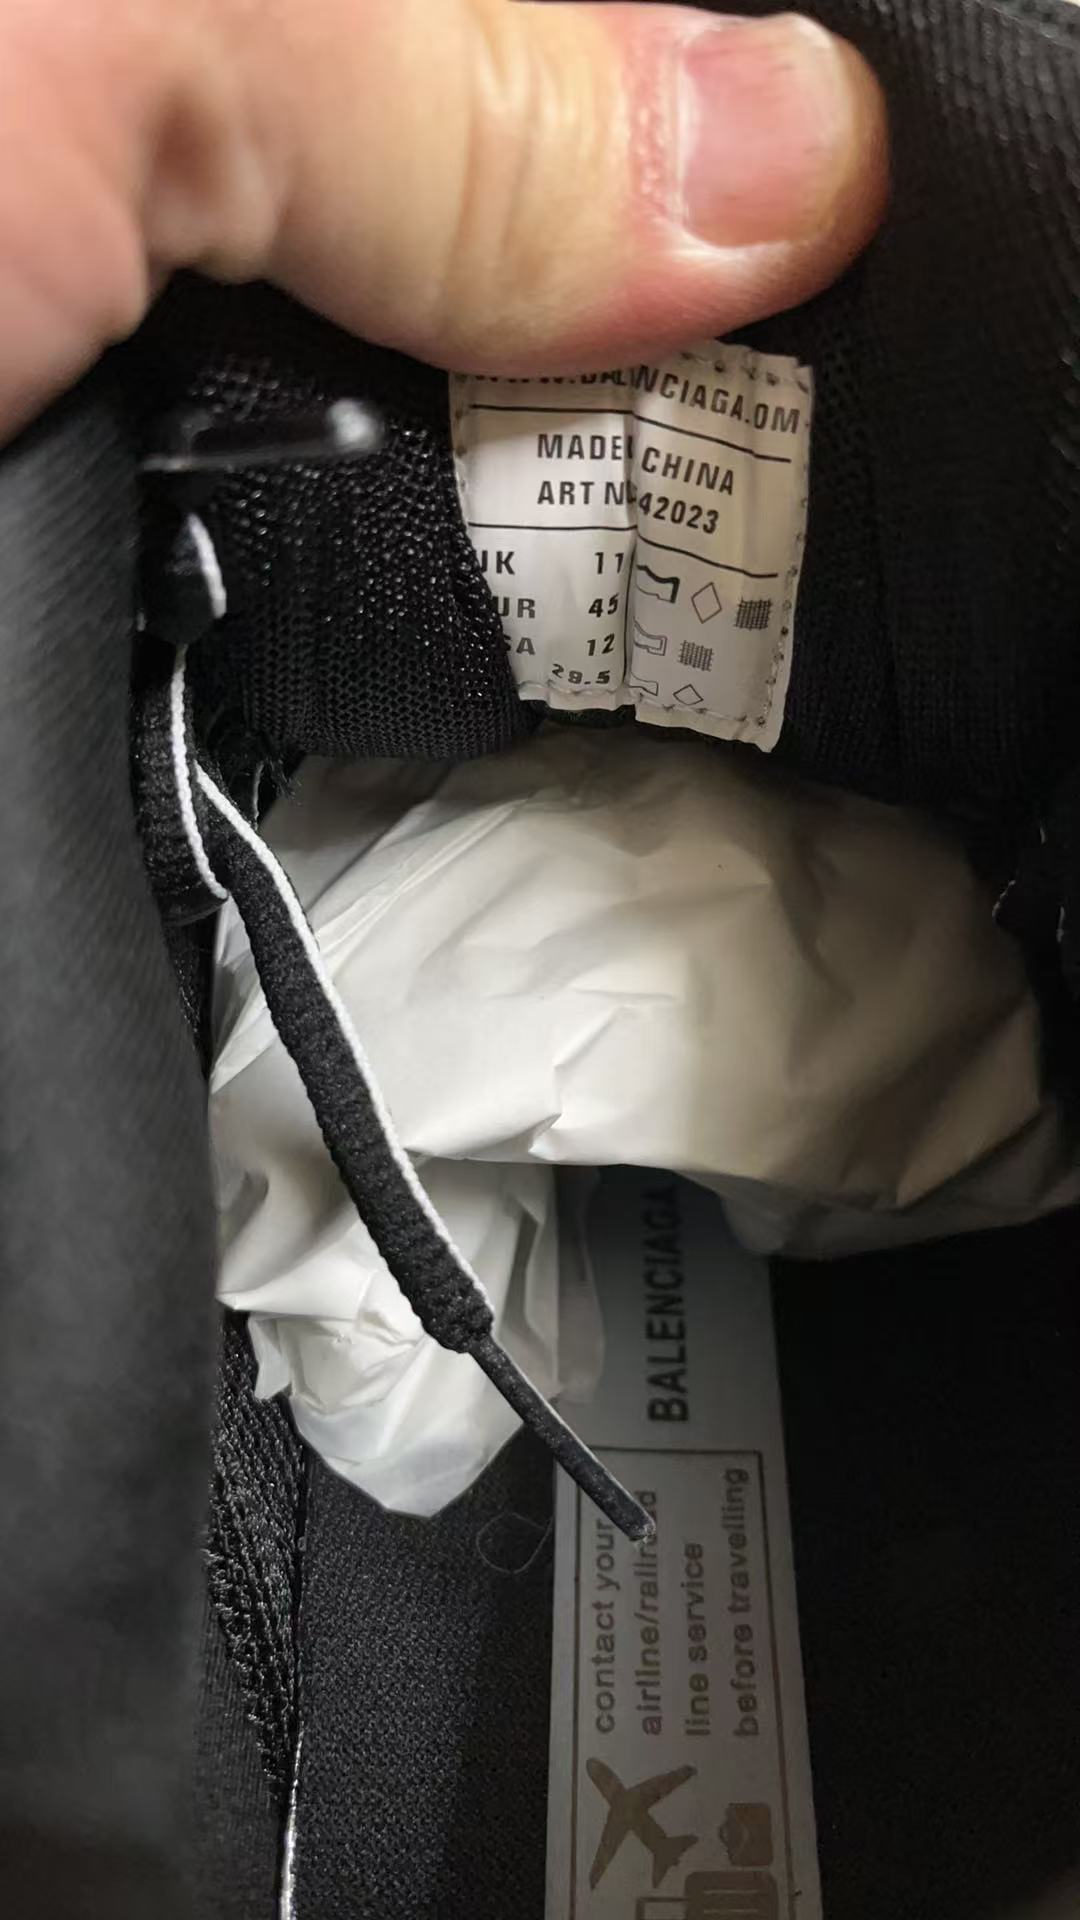 WWW.BALENCIAGA.OM
MADE CHINA
ART N 42023
UK 11
UR 45
SA 12
29.5
BALENCIAGA
contact your
airline/railroad
line service
before travelling